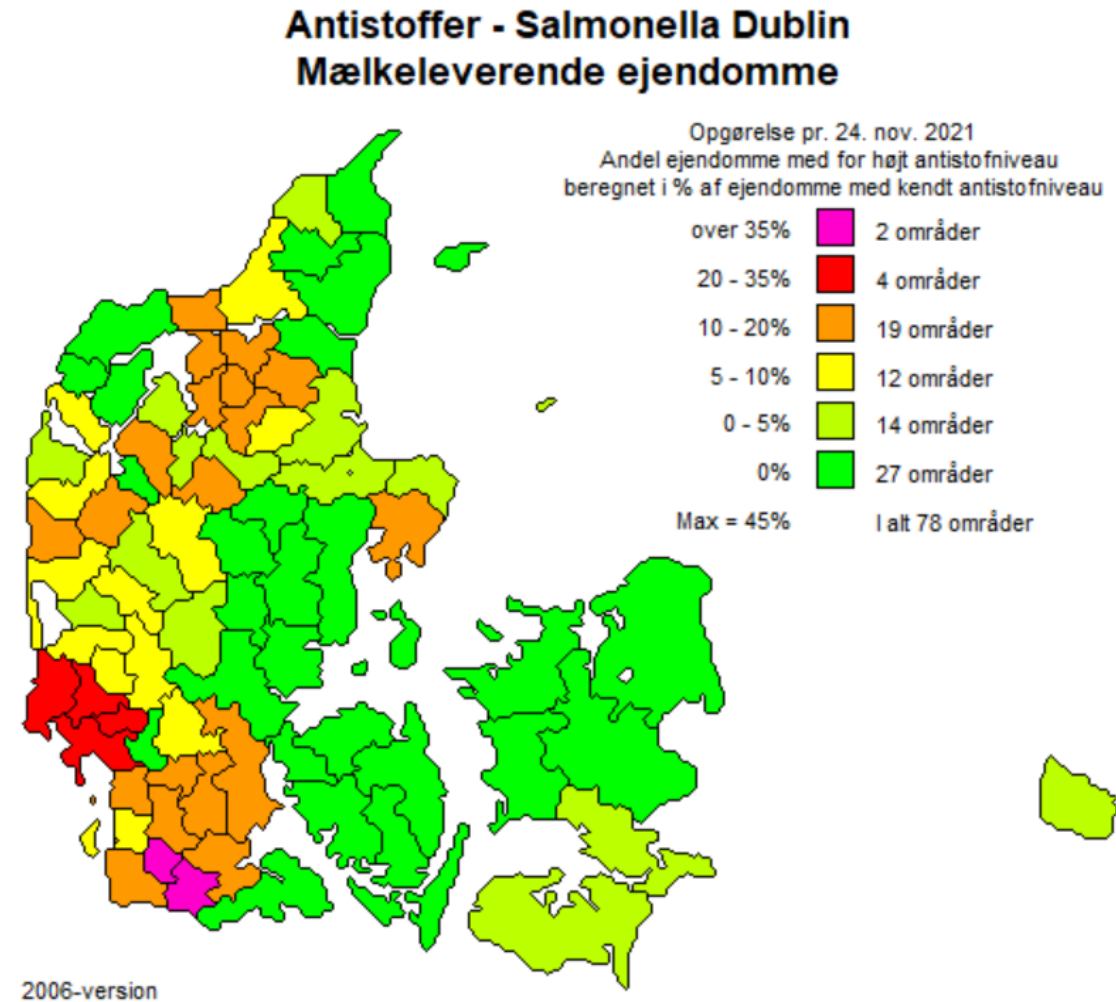 Antistoffer - Salmonella Dublin
Mælkeleverende ejendomme
Opgørelse pr. 24. nov. 2021
Andel ejendomme med for højt antistofniveau
beregnet i % af ejendomme med kendt antistofniveau
over 35% 2 områder
20 - 35% 4 områder
10 - 20% 19 områder
5 - 10% 12 områder
0 - 5% 14 områder
0% 27 områder
Max = 45% I alt 78 områder
2006-version